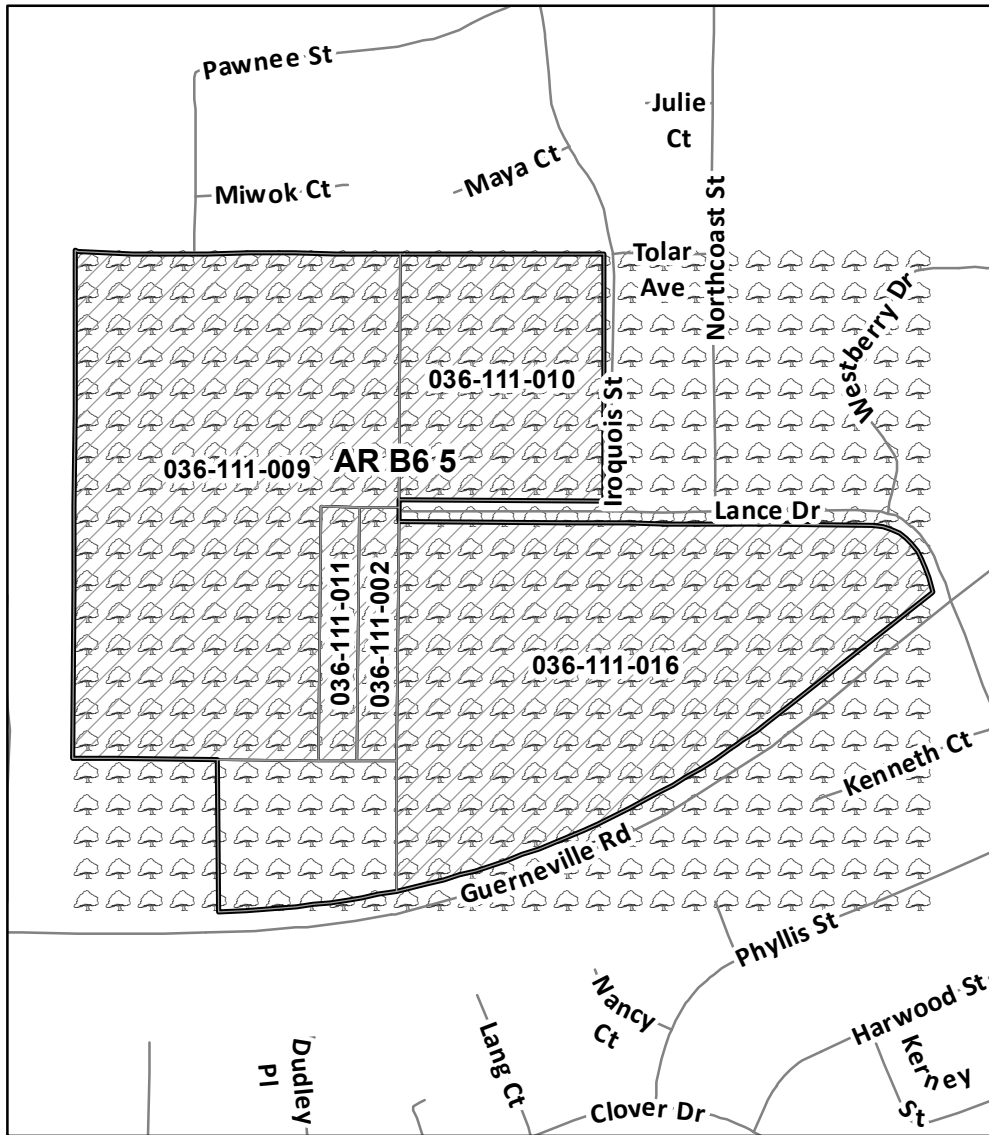 Pawnee St
Julie
Ct
Maya Ct
Miwok Ct
Northcoast St
Tolar
Ave
Westberry Dr
036-111-010
Iroquois St
AR B6 5
036-111-009
Lance Dr
036-111-011
036-111-002
036-111-016
Kenneth Ct
Guerneville Rd
Phyllis St
Harwood St
Nancy
Ct
Kerney
St
Lang Ct
Dudley
Pl
Clover Dr